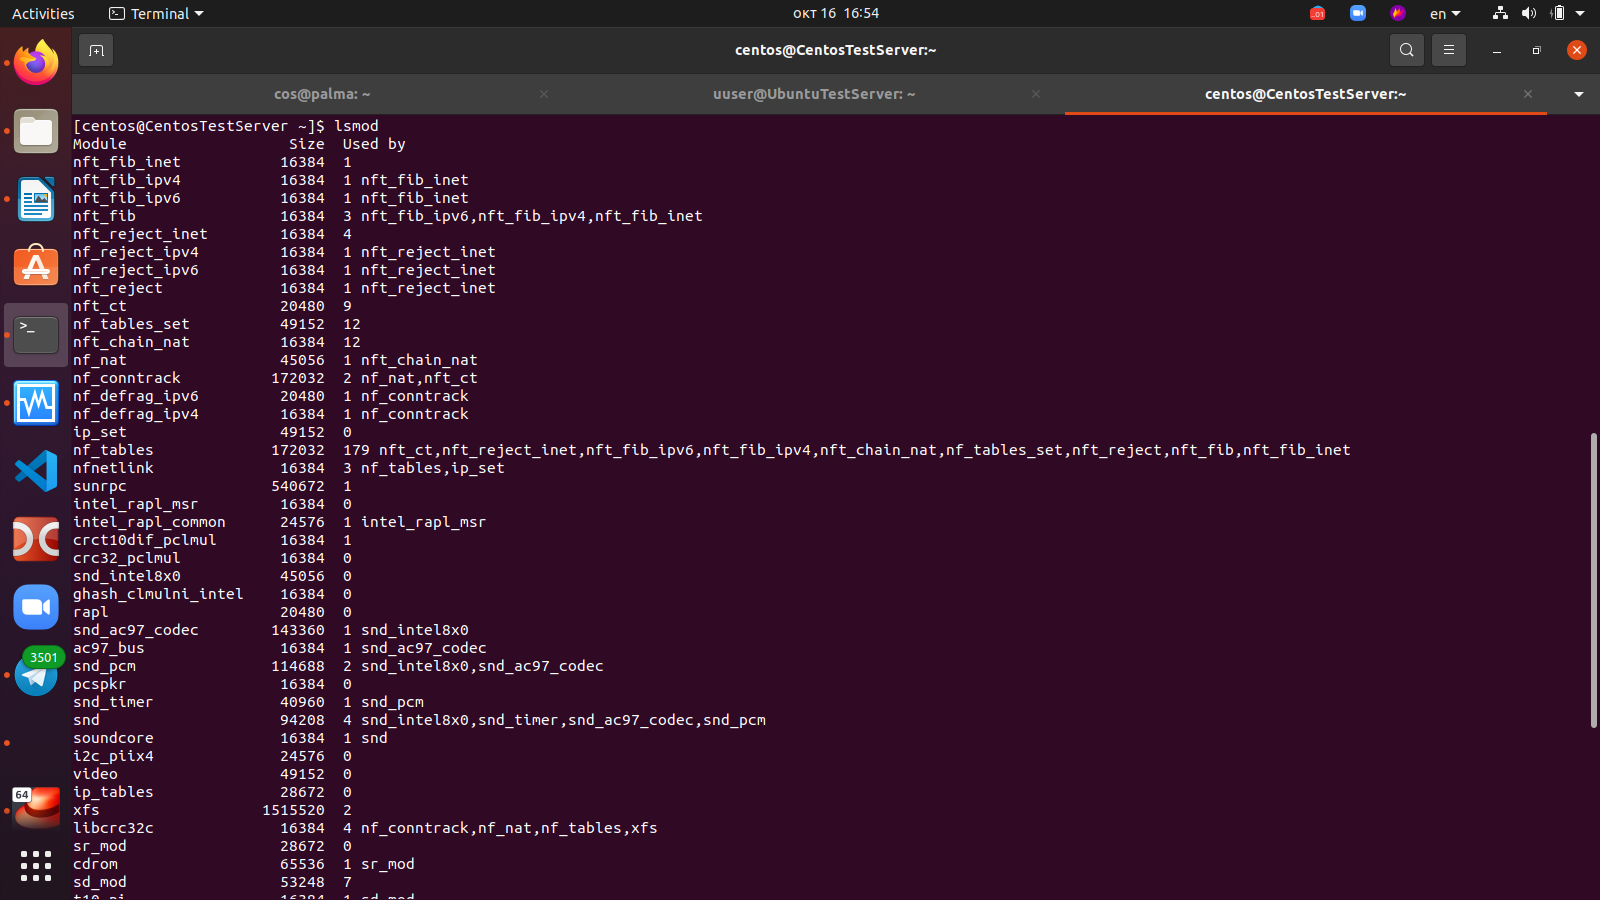 Activities Terminal окт 16 16:54 en
centos@CentosTestServer:~
cos@palma: ~ uuser@UbuntuTestServer: ~ centos@CentosTestServer:~
[centos@CentosTestServer ~]$ lsmod
Module Size Used by
nft_fib_inet 16384 1
nft_fib_ipv4 16384 1 nft_fib_inet
nft_fib_ipv6 16384 1 nft_fib_inet
nft_fib 16384 3 nft_fib_ipv6,nft_fib_ipv4,nft_fib_inet
nft_reject_inet 16384 4
nf_reject_ipv4 16384 1 nft_reject_inet
nf_reject_ipv6 16384 1 nft_reject_inet
nft_reject 16384 1 nft_reject_inet
nft_ct 20480 9
nf_tables_set 49152 12
nft_chain_nat 16384 12
nf_nat 45056 1 nft_chain_nat
nf_conntrack 172032 2 nf_nat,nft_ct
nf_defrag_ipv6 20480 1 nf_conntrack
nf_defrag_ipv4 16384 1 nf_conntrack
ip_set 49152 0
nf_tables 172032 179 nft_ct,nft_reject_inet,nft_fib_ipv6,nft_fib_ipv4,nft_chain_nat,nf_tables_set,nft_reject,nft_fib,nft_fib_inet
nfnetlink 16384 3 nf_tables,ip_set
sunrpc 540672 1
intel_rapl_msr 16384 0
intel_rapl_common 24576 1 intel_rapl_msr
crct10dif_pclmul 16384 1
crc32_pclmul 16384 0
snd_intel8x0 45056 0
ghash_clmulni_intel 16384 0
rapl 20480 0
snd_ac97_codec 143360 1 snd_intel8x0
ac97_bus 16384 1 snd_ac97_codec
snd_pcm 114688 2 snd_intel8x0,snd_ac97_codec
pcspkr 16384 0
snd_timer 40960 1 snd_pcm
snd 94208 4 snd_intel8x0,snd_timer,snd_ac97_codec,snd_pcm
soundcore 16384 1 snd
i2c_piix4 24576 0
video 49152 0
ip_tables 28672 0
xfs 1515520 2
libcrc32c 16384 4 nf_conntrack,nf_nat,nf_tables,xfs
sr_mod 28672 0
cdrom 65536 1 sr_mod
sd_mod 53248 7
t10_pi 16384 1 sd_mod
3501
64